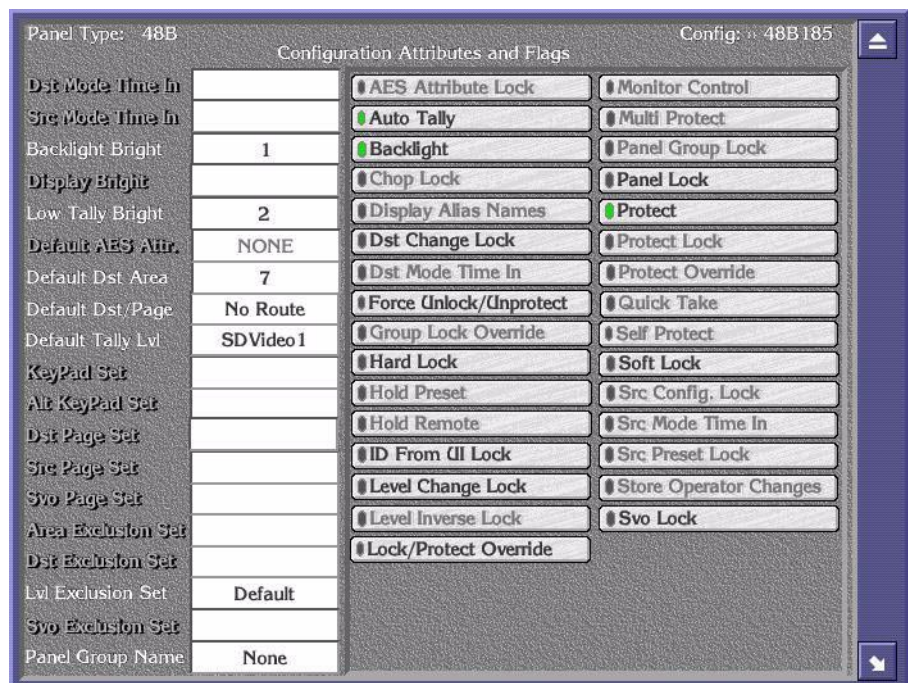 Panel Type: 48B
Config: » 48B185
Configuration Attributes and Flags
Dst Mode Time In
Src Mode Time In
Backlight Bright 1
Display Bright
Low Tally Bright 2
Default AES Attr. NONE
Default Dst Area 7
Default Dst/Page No Route
Default Tally Lvl SDVideo1
KeyPad Set
Alt KeyPad Set
Dst Page Set
Src Page Set
Svo Page Set
Area Exclusion Set
Dst Exclusion Set
Lvl Exclusion Set Default
Svo Exclusion Set
Panel Group Name None
AES Attribute Lock
Auto Tally
Backlight
Chop Lock
Display Alias Names
Dst Change Lock
Dst Mode Time In
Force Unlock/Unprotect
Group Lock Override
Hard Lock
Hold Preset
Hold Remote
ID From UI Lock
Level Change Lock
Level Inverse Lock
Lock/Protect Override
Monitor Control
Multi Protect
Panel Group Lock
Panel Lock
Protect
Protect Lock
Protect Override
Quick Take
Self Protect
Soft Lock
Src Config. Lock
Src Mode Time In
Src Preset Lock
Store Operator Changes
Svo Lock